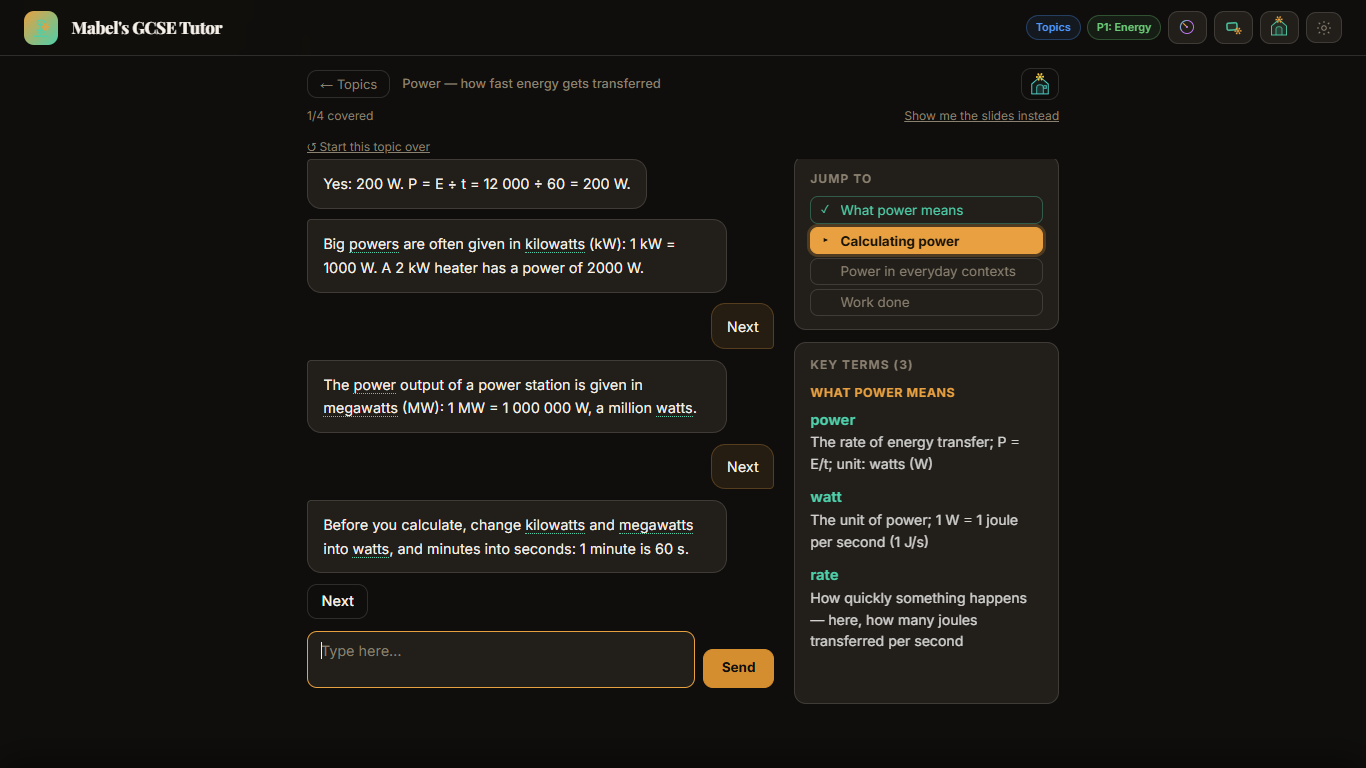 Mabel's GCSE Tutor
Topics
P1: Energy
← Topics
Power — how fast energy gets transferred
1/4 covered
Show me the slides instead
↺ Start this topic over
Yes: 200 W. P = E ÷ t = 12 000 ÷ 60 = 200 W.
Big powers are often given in kilowatts (kW): 1 kW =
1000 W. A 2 kW heater has a power of 2000 W.
Next
The power output of a power station is given in
megawatts (MW): 1 MW = 1 000 000 W, a million watts.
Next
Before you calculate, change kilowatts and megawatts
into watts, and minutes into seconds: 1 minute is 60 s.
Next
Type here...
Send
JUMP TO
✓ What power means
▸ Calculating power
Power in everyday contexts
Work done
KEY TERMS (3)
WHAT POWER MEANS
power
The rate of energy transfer; P =
E/t; unit: watts (W)
watt
The unit of power; 1 W = 1 joule
per second (1 J/s)
rate
How quickly something happens
— here, how many joules
transferred per second